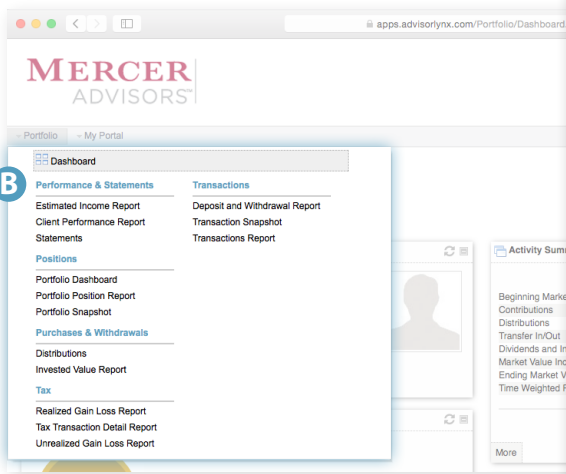 apps.advisorlynx.com/Portfolio/Dashboard
MERCER
ADVISORS℠
Portfolio My Portal
Dashboard
B
Performance & Statements
Estimated Income Report
Client Performance Report
Statements
Positions
Portfolio Dashboard
Portfolio Position Report
Portfolio Snapshot
Purchases & Withdrawals
Distributions
Invested Value Report
Tax
Realized Gain Loss Report
Tax Transaction Detail Report
Unrealized Gain Loss Report
Transactions
Deposit and Withdrawal Report
Transaction Snapshot
Transactions Report
Activity Sum
Beginning Marke
Contributions
Distributions
Transfer In/Out
Dividends and In
Market Value Inc
Ending Market V
Time Weighted
More